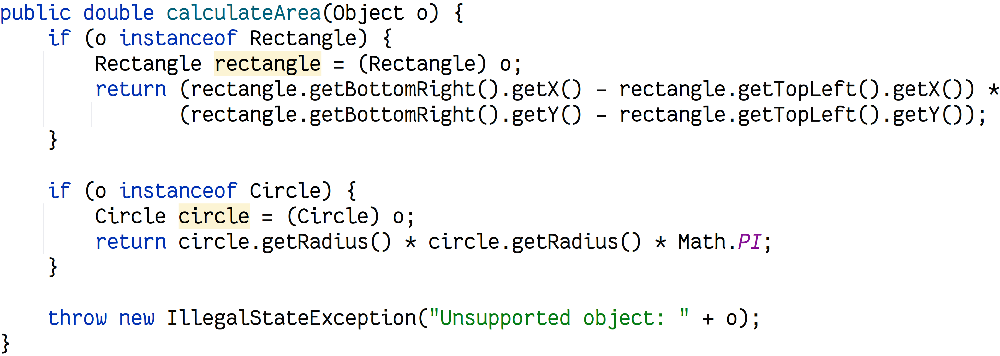 public double calculateArea(Object o) {
    if (o instanceof Rectangle) {
        Rectangle rectangle = (Rectangle) o;
        return (rectangle.getBottomRight().getX() - rectangle.getTopLeft().getX()) *
               (rectangle.getBottomRight().getY() - rectangle.getTopLeft().getY());
    }

    if (o instanceof Circle) {
        Circle circle = (Circle) o;
        return circle.getRadius() * circle.getRadius() * Math.PI;
    }

    throw new IllegalStateException("Unsupported object: " + o);
}